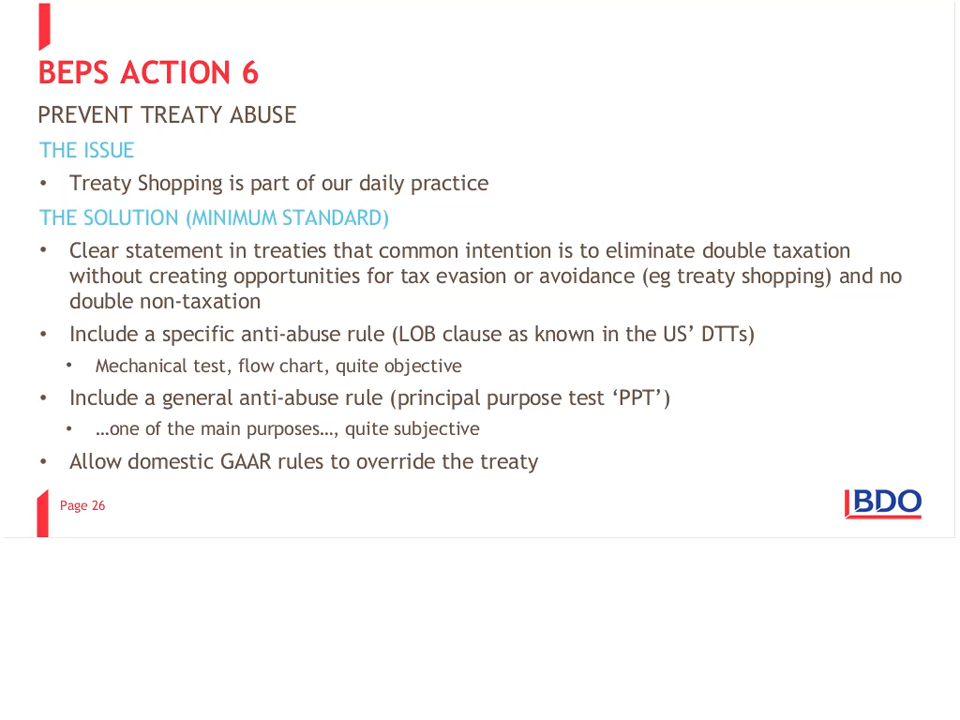 BEPS ACTION 6
PREVENT TREATY ABUSE
THE ISSUE
• Treaty Shopping is part of our daily practice
THE SOLUTION (MINIMUM STANDARD)
• Clear statement in treaties that common intention is to eliminate double taxation
without creating opportunities for tax evasion or avoidance (eg treaty shopping) and no
double non-taxation
• Include a specific anti-abuse rule (LOB clause as known in the US’ DTTs)
• Mechanical test, flow chart, quite objective
• Include a general anti-abuse rule (principal purpose test ‘PPT’)
• …one of the main purposes…, quite subjective
• Allow domestic GAAR rules to override the treaty
Page 26
BDO